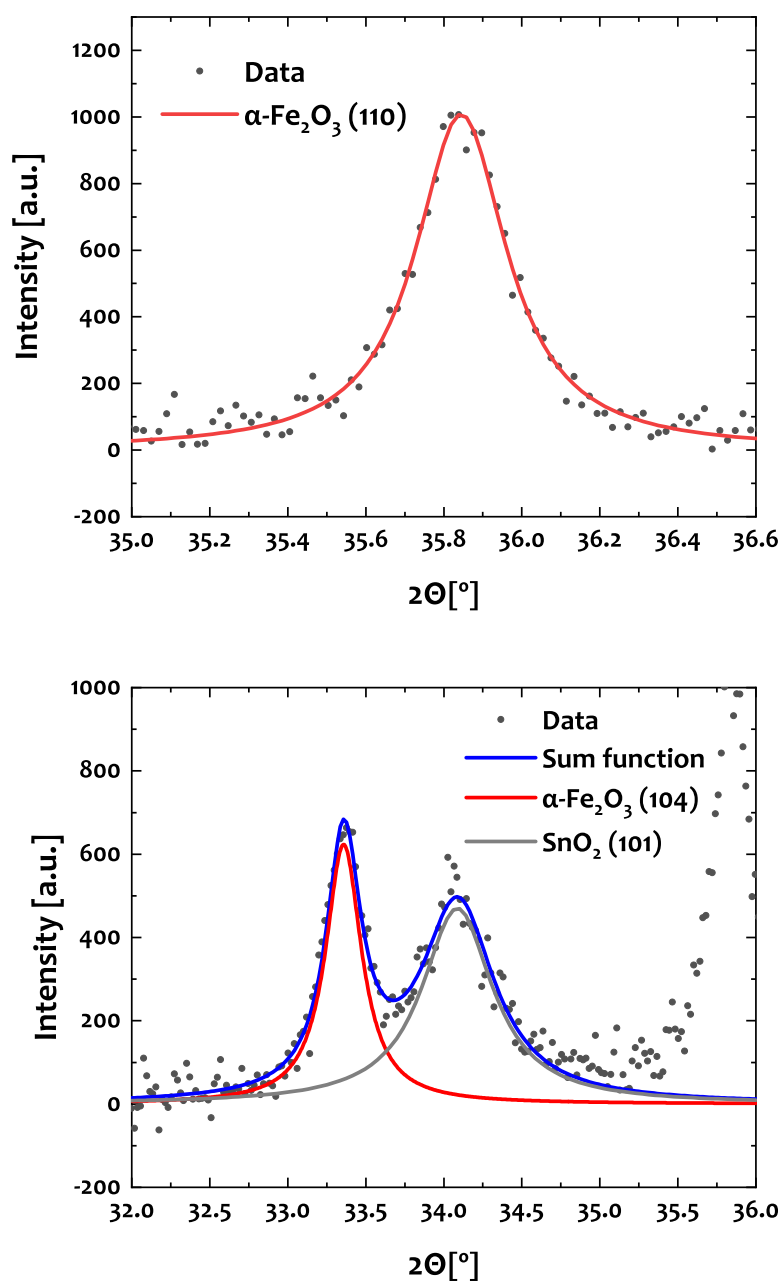 1200
1000
800
600
400
200
0
-200
Intensity [a.u.]
Data
α-Fe₂O₃ (110)
35.0 35.2 35.4 35.6 35.8 36.0 36.2 36.4 36.6
2Θ[°]
1000
800
600
400
200
0
-200
Intensity [a.u.]
Data
Sum function
α-Fe₂O₃ (104)
SnO₂ (101)
32.0 32.5 33.0 33.5 34.0 34.5 35.0 35.5 36.0
2Θ[°]